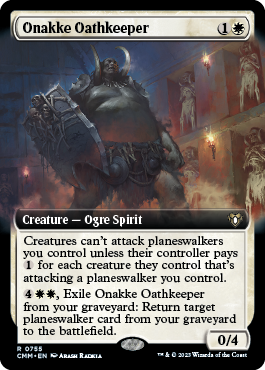 Onakke Oathkeeper 1
Creature — Ogre Spirit
Creatures can't attack planeswalkers
you control unless their controller pays
1 for each creature they control that's
attacking a planeswalker you control.
4, Exile Onakke Oathkeeper
from your graveyard: Return target
planeswalker card from your graveyard
to the battlefield.
0/4
R 0755
CMM • EN ARASH RADKIA
™ & © 2023 Wizards of the Coast